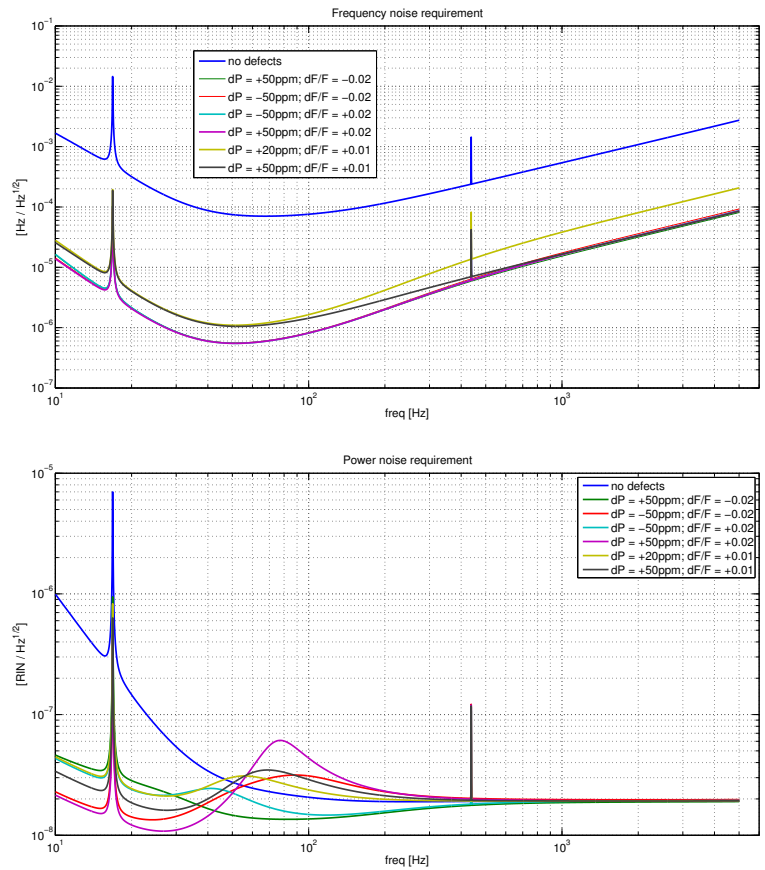 Frequency noise requirement
10^-1
10^-2
10^-3
10^-4
10^-5
10^-6
10^-7
[Hz / Hz^1/2]
no defects
dP = +50ppm; dF/F = −0.02
dP = −50ppm; dF/F = −0.02
dP = −50ppm; dF/F = +0.02
dP = +50ppm; dF/F = +0.02
dP = +20ppm; dF/F = +0.01
dP = +50ppm; dF/F = +0.01
10^1
10^2
10^3
freq [Hz]
Power noise requirement
10^-5
10^-6
10^-7
10^-8
[RIN / Hz^1/2]
no defects
dP = +50ppm; dF/F = −0.02
dP = −50ppm; dF/F = −0.02
dP = −50ppm; dF/F = +0.02
dP = +50ppm; dF/F = +0.02
dP = +20ppm; dF/F = +0.01
dP = +50ppm; dF/F = +0.01
10^1
10^2
10^3
freq [Hz]